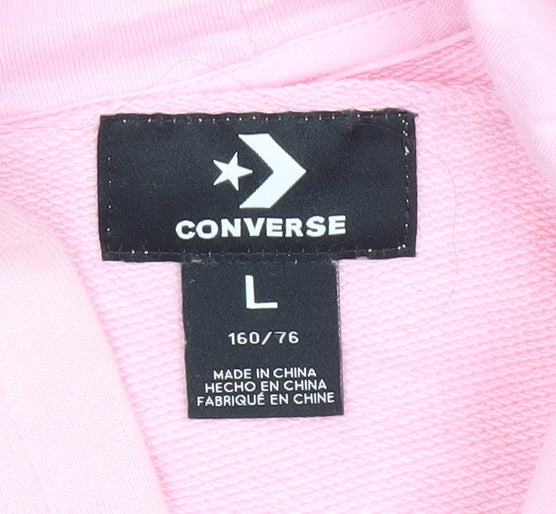 CONVERSE
L
160/76
MADE IN CHINA
HECHO EN CHINA
FABRIQUÉ EN CHINE